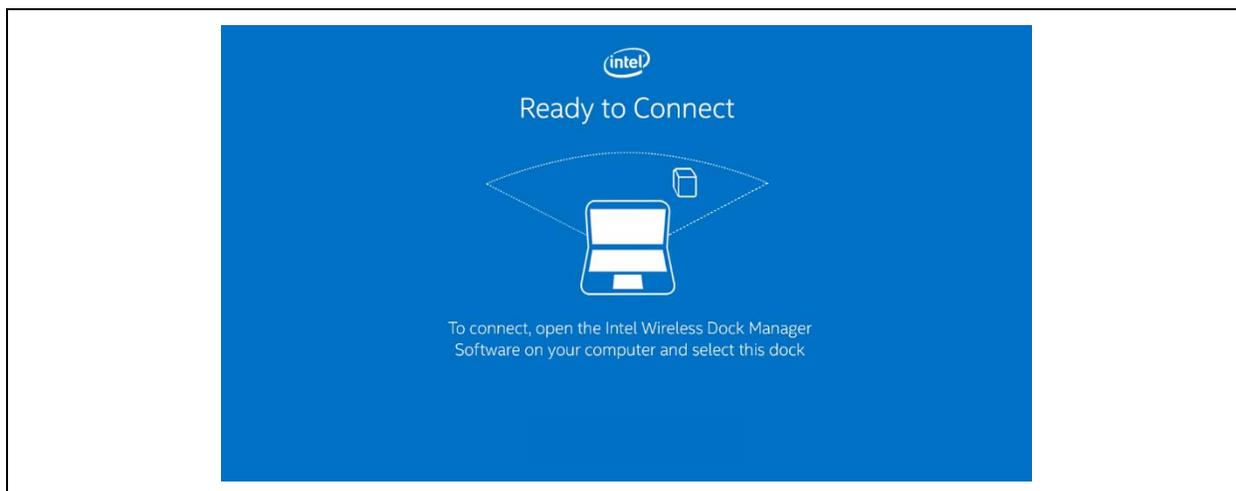 intel
Ready to Connect
To connect, open the Intel Wireless Dock Manager
Software on your computer and select this dock